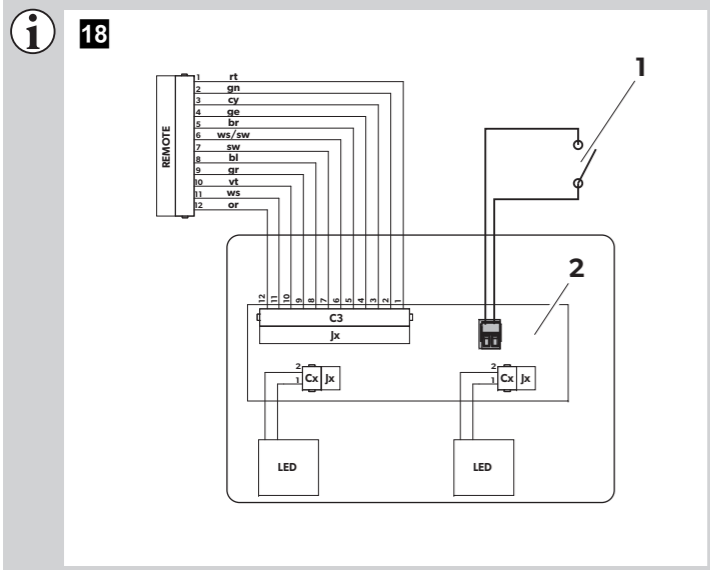 i
18
1
REMOTE
1 rt
2 gn
3 cy
4 ge
5 br
6 ws/sw
7 sw
8 bl
9 gr
10 vt
11 ws
12 or
2
12 11 10 9 8 7 6 5 4 3 2 1
C3
Jx
2
1
Cx Jx
2
1
Cx Jx
LED
LED